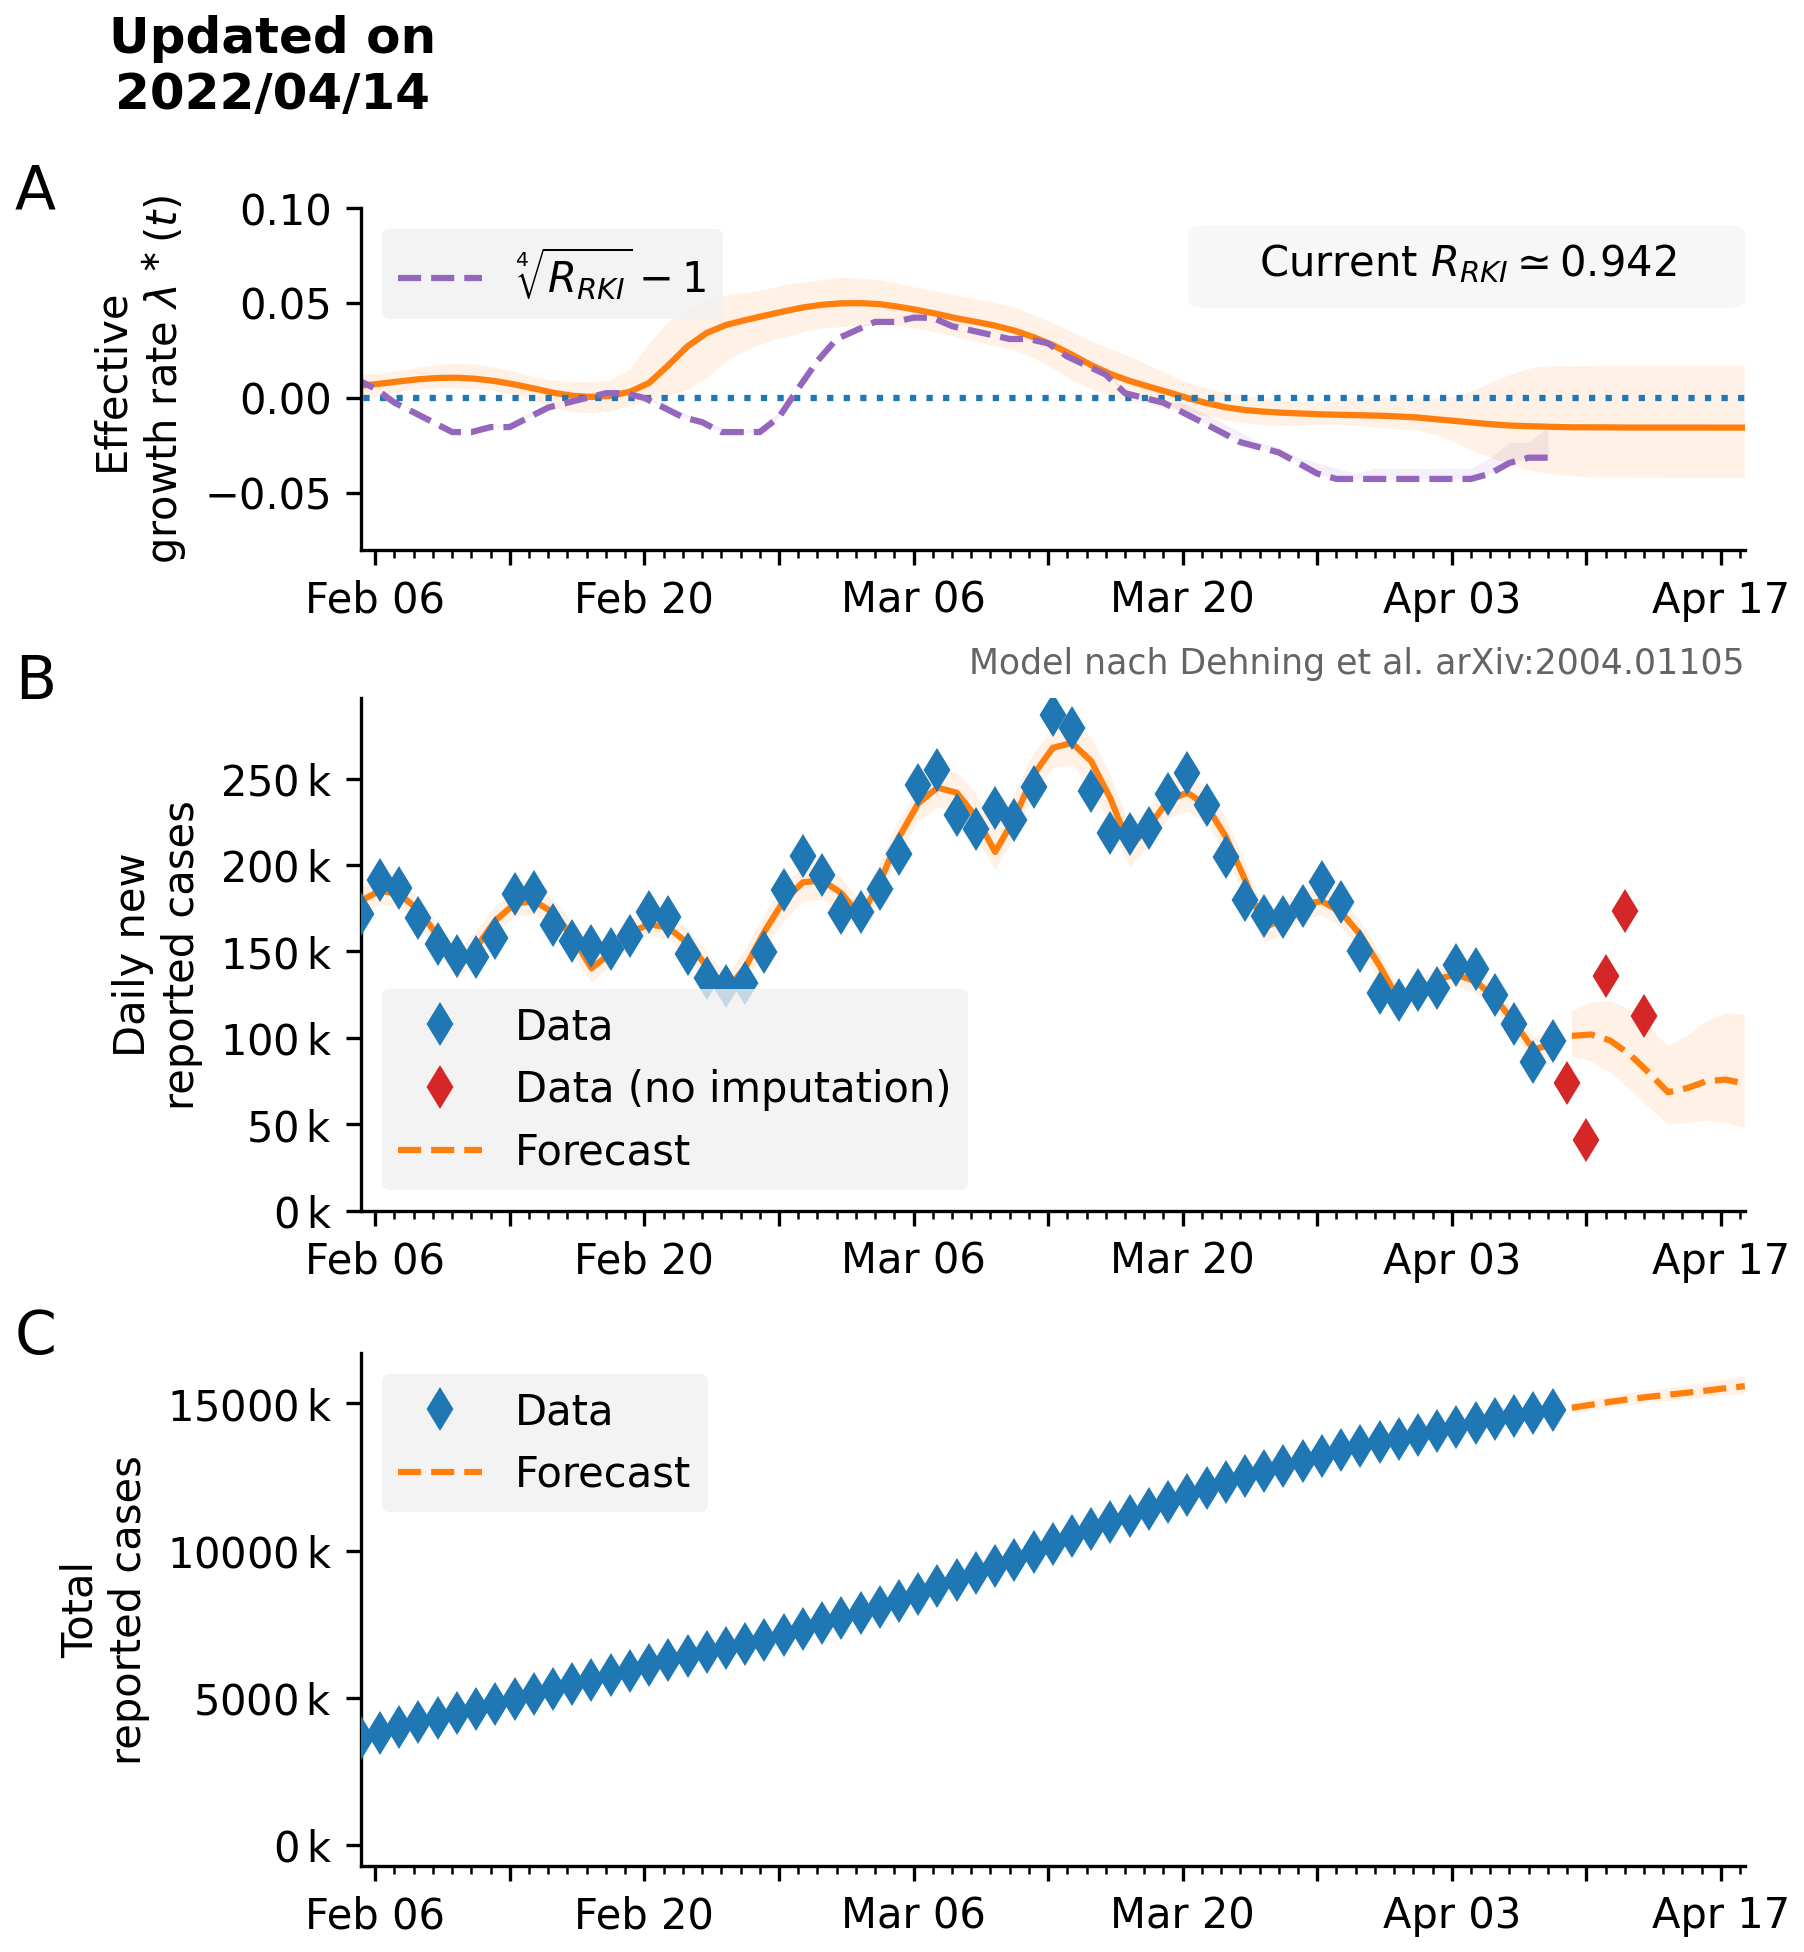 Updated on
2022/04/14
A
Effective
growth rate λ * (t)
0.10
0.05
0.00
−0.05
∜R_RKI − 1
Current R_RKI ≃ 0.942
Feb 06 Feb 20 Mar 06 Mar 20 Apr 03 Apr 17
Model nach Dehning et al. arXiv:2004.01105
B
Daily new
reported cases
250 k
200 k
150 k
100 k
50 k
0 k
Data
Data (no imputation)
Forecast
Feb 06 Feb 20 Mar 06 Mar 20 Apr 03 Apr 17
C
Total
reported cases
15000 k
10000 k
5000 k
0 k
Data
Forecast
Feb 06 Feb 20 Mar 06 Mar 20 Apr 03 Apr 17